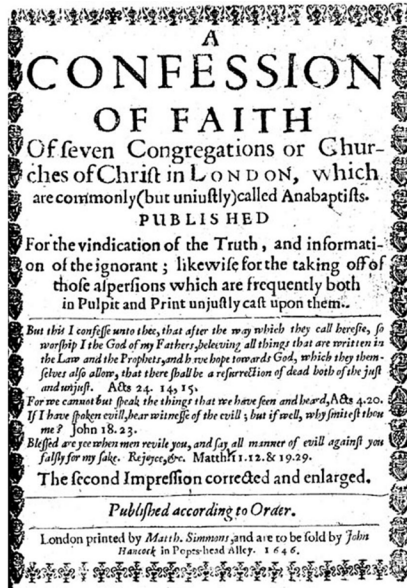 A
CONFESSION
OF FAITH
Of seven Congregations or Chur-
ches of Christ in LONDON, which
are commonly (but uniustly) called Anabaptists.
PUBLISHED
For the vindication of the Truth, and informati-
on of the ignorant; likewise for the taking off of
those aspersions which are frequently both
in Pulpit and Print unjustly cast upon them.
But this I confesse unto thee, that after the way which they call heresie, so
worship I the God of my Fathers, beleeving all things that are written in
the Law and the Prophets, and have hope towards God, which they them-
selves also allow, that there shall be a resurrection of dead both of the just
and unjust. Acts 24. 14, 15.
For we cannot but speak the things that we have seen and heard, Acts 4.20.
If I have spoken evill, bear witnesse of the evill; but if well, why smitest thou
me? John 18.23.
Blessed are yee when men revile you, and say all manner of evill against you
falsly for my sake. Rejoyce, &c. Matth. 1.12. & 19.29.
The second Impression corrected and enlarged.
Published according to Order.
London printed by Matth. Simmons, and are to be sold by John
Hancock in Popes-head Alley. 1646.